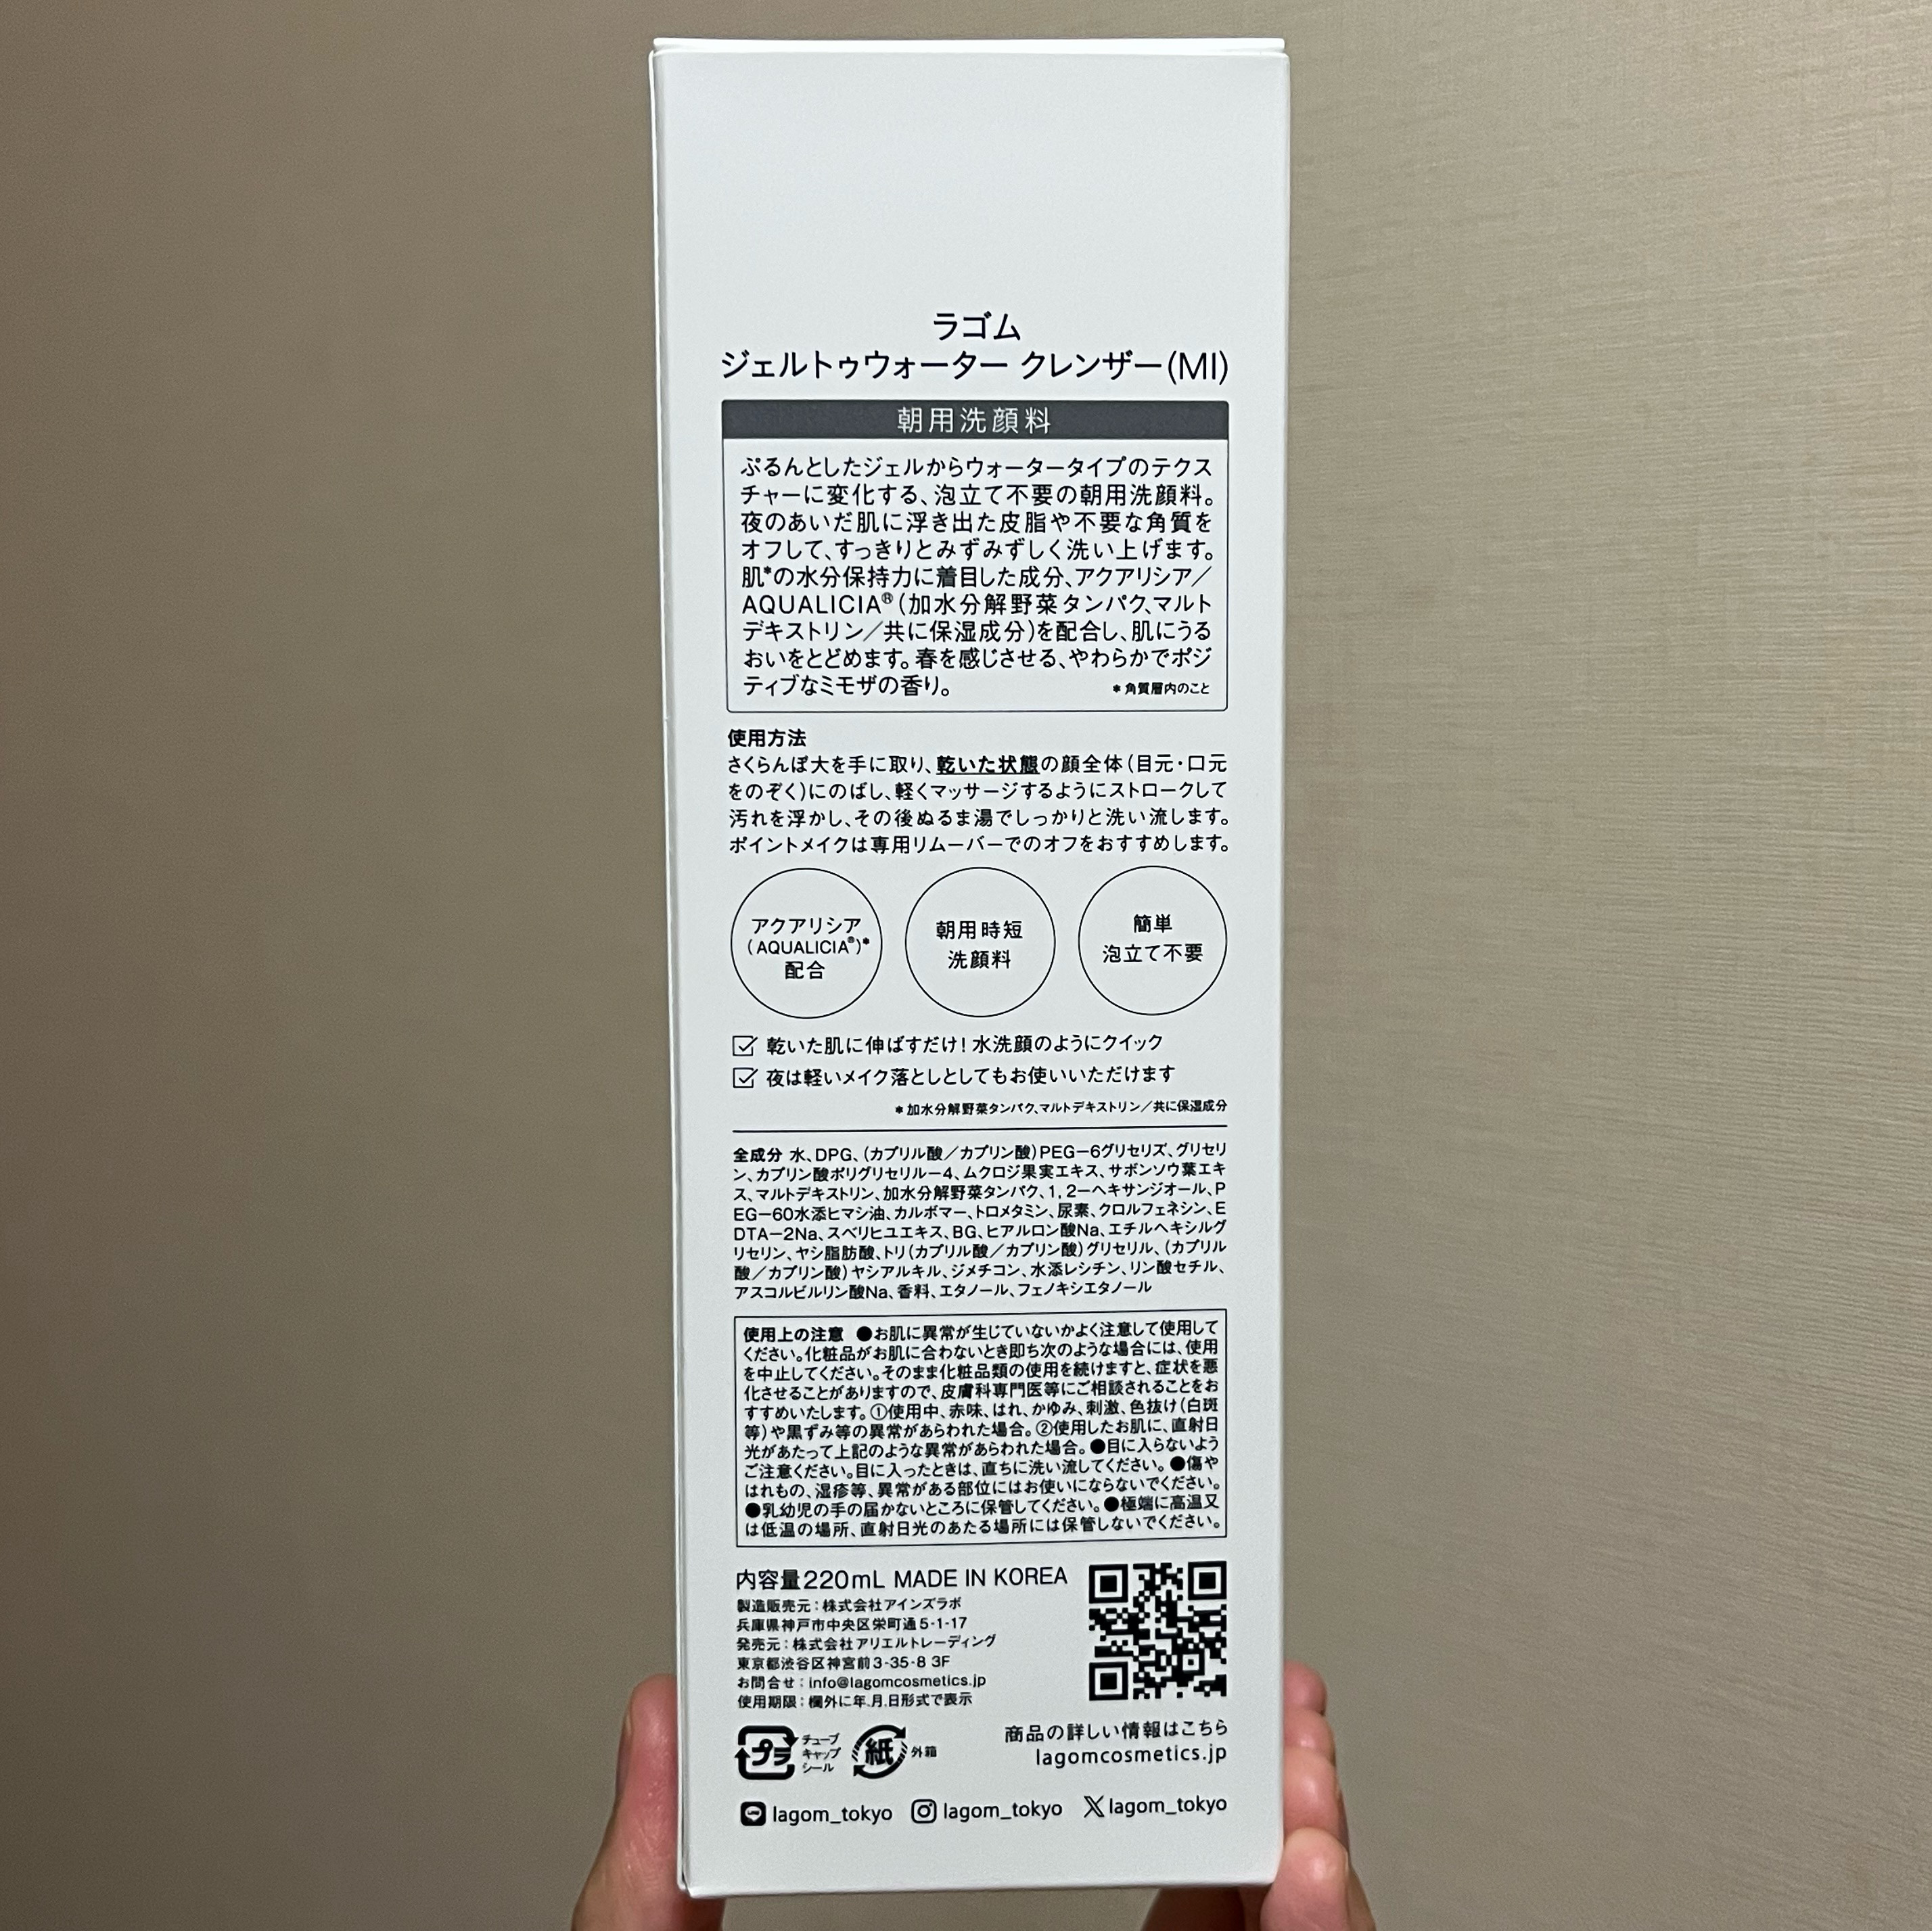 ラゴム
ジェルトゥウォーター クレンザー(MI)
朝用洗顔料
ぷるんとしたジェルからウォータータイプのテクス
チャーに変化する、泡立て不要の朝用洗顔料。
夜のあいだ肌に浮き出た皮脂や不要な角質を
オフして、すっきりとみずみずしく洗い上げます。
肌*の水分保持力に着目した成分、アクアリシア/
AQUALICIA®(加水分解野菜タンパク、マルト
デキストリン/共に保湿成分)を配合し、肌にうる
おいをとどめます。春を感じさせる、やわらかでポジ
ティブなミモザの香り。 *角質層内のこと
使用方法
さくらんぼ大を手に取り、乾いた状態の顔全体(目元・口元
をのぞく)にのばし、軽くマッサージするようにストロークして
汚れを浮かし、その後ぬるま湯でしっかりと洗い流します。
ポイントメイクは専用リムーバーでのオフをおすすめします。
アクアリシア
(AQUALICIA®)*
配合
朝用時短
洗顔料
簡単
泡立て不要
乾いた肌に伸ばすだけ! 水洗顔のようにクイック
夜は軽いメイク落としとしてもお使いいただけます
*加水分解野菜タンパク、マルトデキストリン/共に保湿成分
全成分 水、DPG、(カプリル酸/カプリン酸)PEG-6グリセリズ、グリセリ
ン、カプリン酸ポリグリセリル-4、ムクロジ果実エキス、サボンソウ葉エキ
ス、マルトデキストリン、加水分解野菜タンパク、1,2-ヘキサンジオール、P
EG-60水添ヒマシ油、カルボマー、トロメタミン、尿素、クロルフェネシン、E
DTA-2Na、スベリヒユエキス、BG、ヒアルロン酸Na、エチルヘキシルグ
リセリン、ヤシ脂肪酸、トリ(カプリル酸/カプリン酸)グリセリル、(カプリル
酸/カプリン酸)ヤシアルキル、ジメチコン、水添レシチン、リン酸セチル、
アスコルビルリン酸Na、香料、エタノール、フェノキシエタノール
使用上の注意 ●お肌に異常が生じていないかよく注意して使用して
ください。化粧品がお肌に合わないとき即ち次のような場合には、使用
を中止してください。そのまま化粧品類の使用を続けますと、症状を悪
化させることがありますので、皮膚科専門医等にご相談されることをお
すすめいたします。①使用中、赤味、はれ、かゆみ、刺激、色抜け(白斑
等)や黒ずみ等の異常があらわれた場合。②使用したお肌に、直射日
光があたって上記のような異常があらわれた場合。●目に入らないよう
ご注意ください。目に入ったときは、直ちに洗い流してください。●傷や
はれもの、湿疹等、異常がある部位にはお使いにならないでください。
●乳幼児の手の届かないところに保管してください。●極端に高温又
は低温の場所、直射日光のあたる場所には保管しないでください。
内容量220mL MADE IN KOREA
製造販売元:株式会社アインズラボ
兵庫県神戸市中央区栄町通5-1-17
発売元:株式会社アリエルトレーディング
東京都渋谷区神宮前3-35-8 3F
お問合せ:info@lagomcosmetics.jp
使用期限:欄外に年.月.日形式で表示
プラ
チューブ
キャップ
シール
紙
外箱
商品の詳しい情報はこちら
lagomcosmetics.jp
lagom_tokyo lagom_tokyo lagom_tokyo